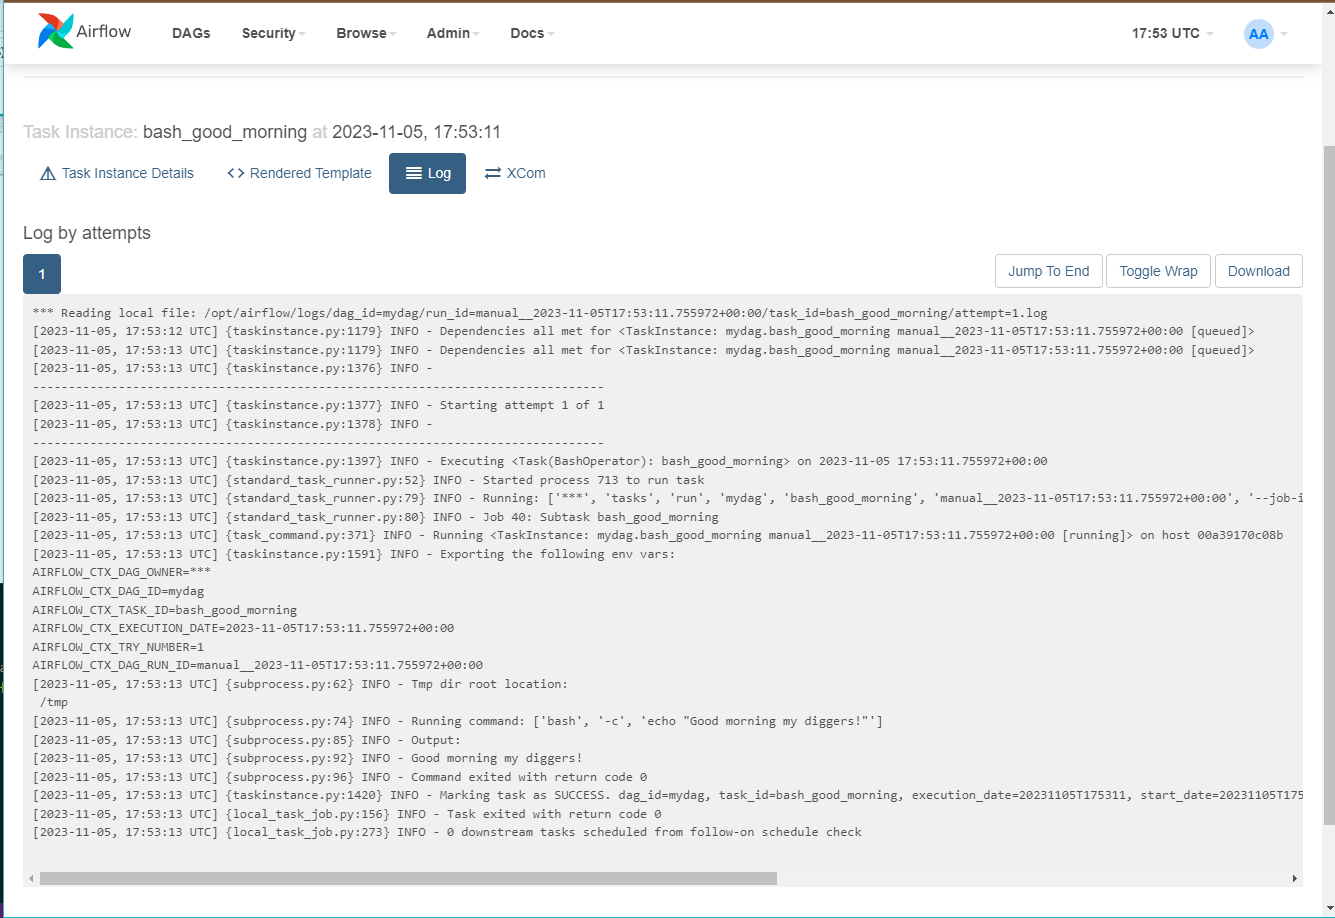 Airflow DAGs Security Browse Admin Docs 17:53 UTC AA
Task Instance: bash_good_morning at 2023-11-05, 17:53:11
Task Instance Details Rendered Template Log XCom
Log by attempts
1 Jump To End Toggle Wrap Download
*** Reading local file: /opt/airflow/logs/dag_id=mydag/run_id=manual__2023-11-05T17:53:11.755972+00:00/task_id=bash_good_morning/attempt=1.log
[2023-11-05, 17:53:12 UTC] {taskinstance.py:1179} INFO - Dependencies all met for <TaskInstance: mydag.bash_good_morning manual__2023-11-05T17:53:11.755972+00:00 [queued]>
[2023-11-05, 17:53:13 UTC] {taskinstance.py:1179} INFO - Dependencies all met for <TaskInstance: mydag.bash_good_morning manual__2023-11-05T17:53:11.755972+00:00 [queued]>
[2023-11-05, 17:53:13 UTC] {taskinstance.py:1376} INFO -
--------------------------------------------------------------------------------
[2023-11-05, 17:53:13 UTC] {taskinstance.py:1377} INFO - Starting attempt 1 of 1
[2023-11-05, 17:53:13 UTC] {taskinstance.py:1378} INFO -
--------------------------------------------------------------------------------
[2023-11-05, 17:53:13 UTC] {taskinstance.py:1397} INFO - Executing <Task(BashOperator): bash_good_morning> on 2023-11-05 17:53:11.755972+00:00
[2023-11-05, 17:53:13 UTC] {standard_task_runner.py:52} INFO - Started process 713 to run task
[2023-11-05, 17:53:13 UTC] {standard_task_runner.py:79} INFO - Running: ['***', 'tasks', 'run', 'mydag', 'bash_good_morning', 'manual__2023-11-05T17:53:11.755972+00:00', '--job-i
[2023-11-05, 17:53:13 UTC] {standard_task_runner.py:80} INFO - Job 40: Subtask bash_good_morning
[2023-11-05, 17:53:13 UTC] {task_command.py:371} INFO - Running <TaskInstance: mydag.bash_good_morning manual__2023-11-05T17:53:11.755972+00:00 [running]> on host 00a39170c08b
[2023-11-05, 17:53:13 UTC] {taskinstance.py:1591} INFO - Exporting the following env vars:
AIRFLOW_CTX_DAG_OWNER=***
AIRFLOW_CTX_DAG_ID=mydag
AIRFLOW_CTX_TASK_ID=bash_good_morning
AIRFLOW_CTX_EXECUTION_DATE=2023-11-05T17:53:11.755972+00:00
AIRFLOW_CTX_TRY_NUMBER=1
AIRFLOW_CTX_DAG_RUN_ID=manual__2023-11-05T17:53:11.755972+00:00
[2023-11-05, 17:53:13 UTC] {subprocess.py:62} INFO - Tmp dir root location:
/tmp
[2023-11-05, 17:53:13 UTC] {subprocess.py:74} INFO - Running command: ['bash', '-c', 'echo "Good morning my diggers!"']
[2023-11-05, 17:53:13 UTC] {subprocess.py:85} INFO - Output:
[2023-11-05, 17:53:13 UTC] {subprocess.py:92} INFO - Good morning my diggers!
[2023-11-05, 17:53:13 UTC] {subprocess.py:96} INFO - Command exited with return code 0
[2023-11-05, 17:53:13 UTC] {taskinstance.py:1420} INFO - Marking task as SUCCESS. dag_id=mydag, task_id=bash_good_morning, execution_date=20231105T175311, start_date=20231105T175
[2023-11-05, 17:53:13 UTC] {local_task_job.py:156} INFO - Task exited with return code 0
[2023-11-05, 17:53:13 UTC] {local_task_job.py:273} INFO - 0 downstream tasks scheduled from follow-on schedule check